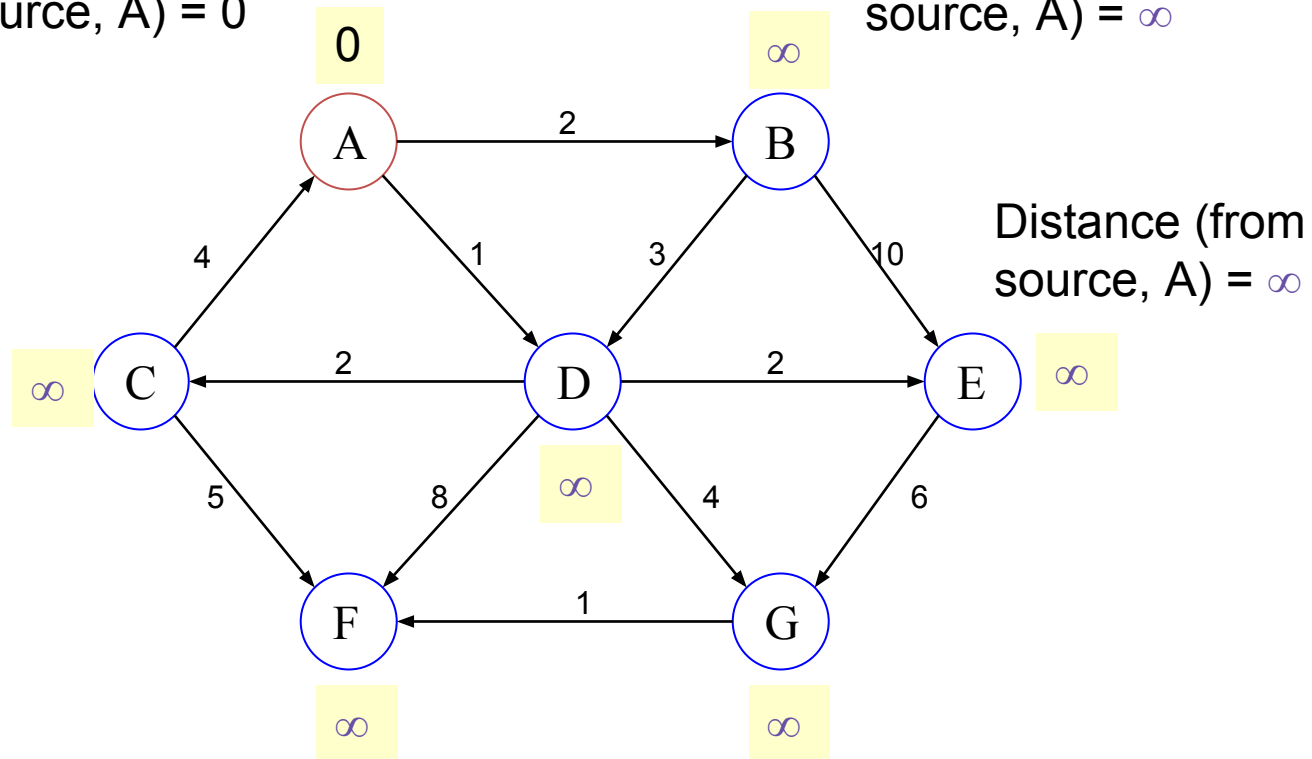 urce, A) = 0
source, A) = ∞
0
∞
A
2
B
Distance (from
source, A) = ∞
4
1
3
10
∞
C
2
D
2
E
∞
∞
5
8
4
6
F
1
G
∞
∞